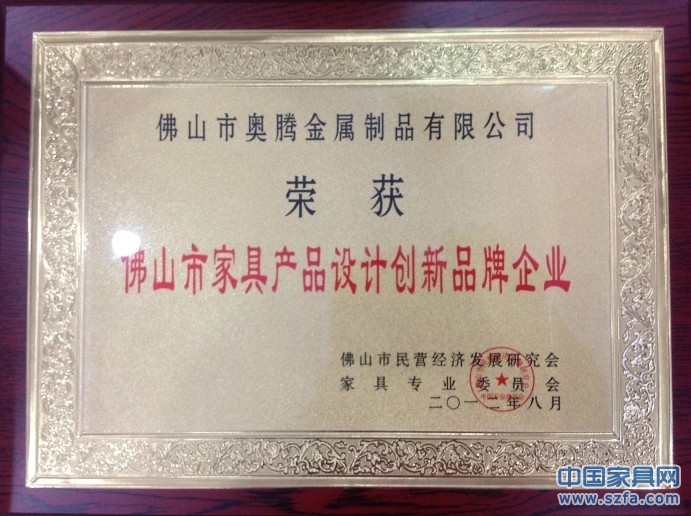 佛山市奥腾金属制品有限公司
荣获
佛山市家具产品设计创新品牌企业
佛山市民营经济发展研究会
家具专业委员会
二〇一二年八月
中国家具网
www.szfa.com